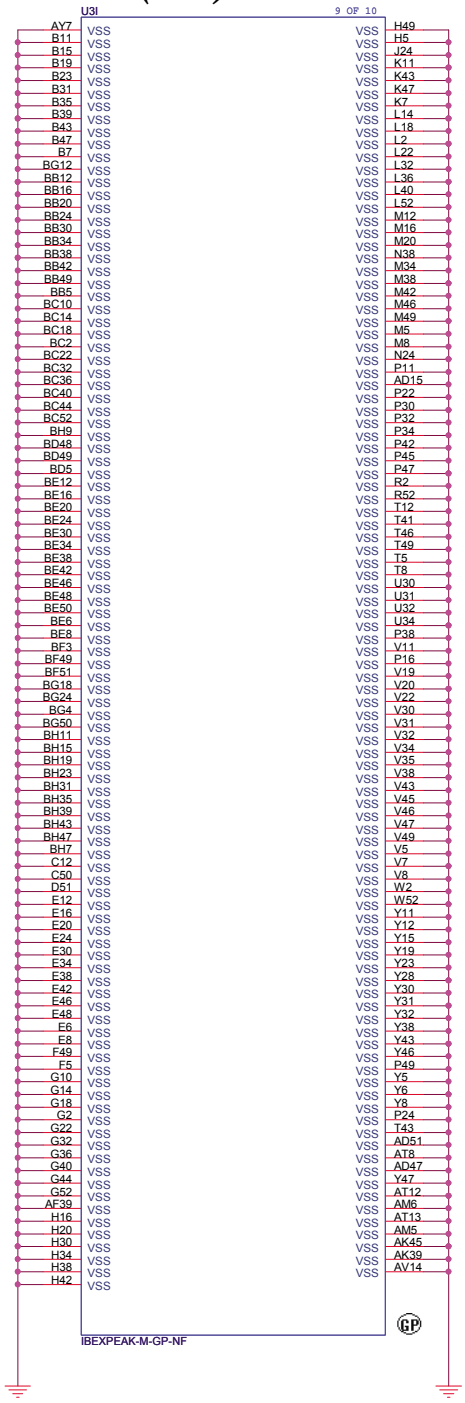 U3I 9 OF 10
AY7 VSS VSS H49
B11 VSS VSS H5
B15 VSS VSS J24
B19 VSS VSS K11
B23 VSS VSS K43
B31 VSS VSS K47
B35 VSS VSS K7
B39 VSS VSS L14
B43 VSS VSS L18
B47 VSS VSS L2
B7 VSS VSS L22
BG12 VSS VSS L32
BB12 VSS VSS L36
BB16 VSS VSS L40
BB20 VSS VSS L52
BB24 VSS VSS M12
BB30 VSS VSS M16
BB34 VSS VSS M20
BB38 VSS VSS N38
BB42 VSS VSS M34
BB49 VSS VSS M38
BB5 VSS VSS M42
BC10 VSS VSS M46
BC14 VSS VSS M49
BC18 VSS VSS M5
BC2 VSS VSS M8
BC22 VSS VSS N24
BC32 VSS VSS P11
BC36 VSS VSS AD15
BC40 VSS VSS P22
BC44 VSS VSS P30
BC52 VSS VSS P32
BH9 VSS VSS P34
BD48 VSS VSS P42
BD49 VSS VSS P45
BD5 VSS VSS P47
BE12 VSS VSS R2
BE16 VSS VSS R52
BE20 VSS VSS T12
BE24 VSS VSS T41
BE30 VSS VSS T46
BE34 VSS VSS T49
BE38 VSS VSS T5
BE42 VSS VSS T8
BE46 VSS VSS U30
BE48 VSS VSS U31
BE50 VSS VSS U32
BE6 VSS VSS U34
BE8 VSS VSS P38
BF3 VSS VSS V11
BF49 VSS VSS P16
BF51 VSS VSS V19
BG18 VSS VSS V20
BG24 VSS VSS V22
BG4 VSS VSS V30
BG50 VSS VSS V31
BH11 VSS VSS V32
BH15 VSS VSS V34
BH19 VSS VSS V35
BH23 VSS VSS V38
BH31 VSS VSS V43
BH35 VSS VSS V45
BH39 VSS VSS V46
BH43 VSS VSS V47
BH47 VSS VSS V49
BH7 VSS VSS V5
C12 VSS VSS V7
C50 VSS VSS V8
D51 VSS VSS W2
E12 VSS VSS W52
E16 VSS VSS Y11
E20 VSS VSS Y12
E24 VSS VSS Y15
E30 VSS VSS Y19
E34 VSS VSS Y23
E38 VSS VSS Y28
E42 VSS VSS Y30
E46 VSS VSS Y31
E48 VSS VSS Y32
E6 VSS VSS Y38
E8 VSS VSS Y43
F49 VSS VSS Y46
F5 VSS VSS P49
G10 VSS VSS Y5
G14 VSS VSS Y6
G18 VSS VSS Y8
G2 VSS VSS P24
G22 VSS VSS T43
G32 VSS VSS AD51
G36 VSS VSS AT8
G40 VSS VSS AD47
G44 VSS VSS Y47
G52 VSS VSS AT12
AF39 VSS VSS AM6
H16 VSS VSS AT13
H20 VSS VSS AM5
H30 VSS VSS AK45
H34 VSS VSS AK39
H38 VSS VSS AV14
H42 VSS
GP
IBEXPEAK-M-GP-NF